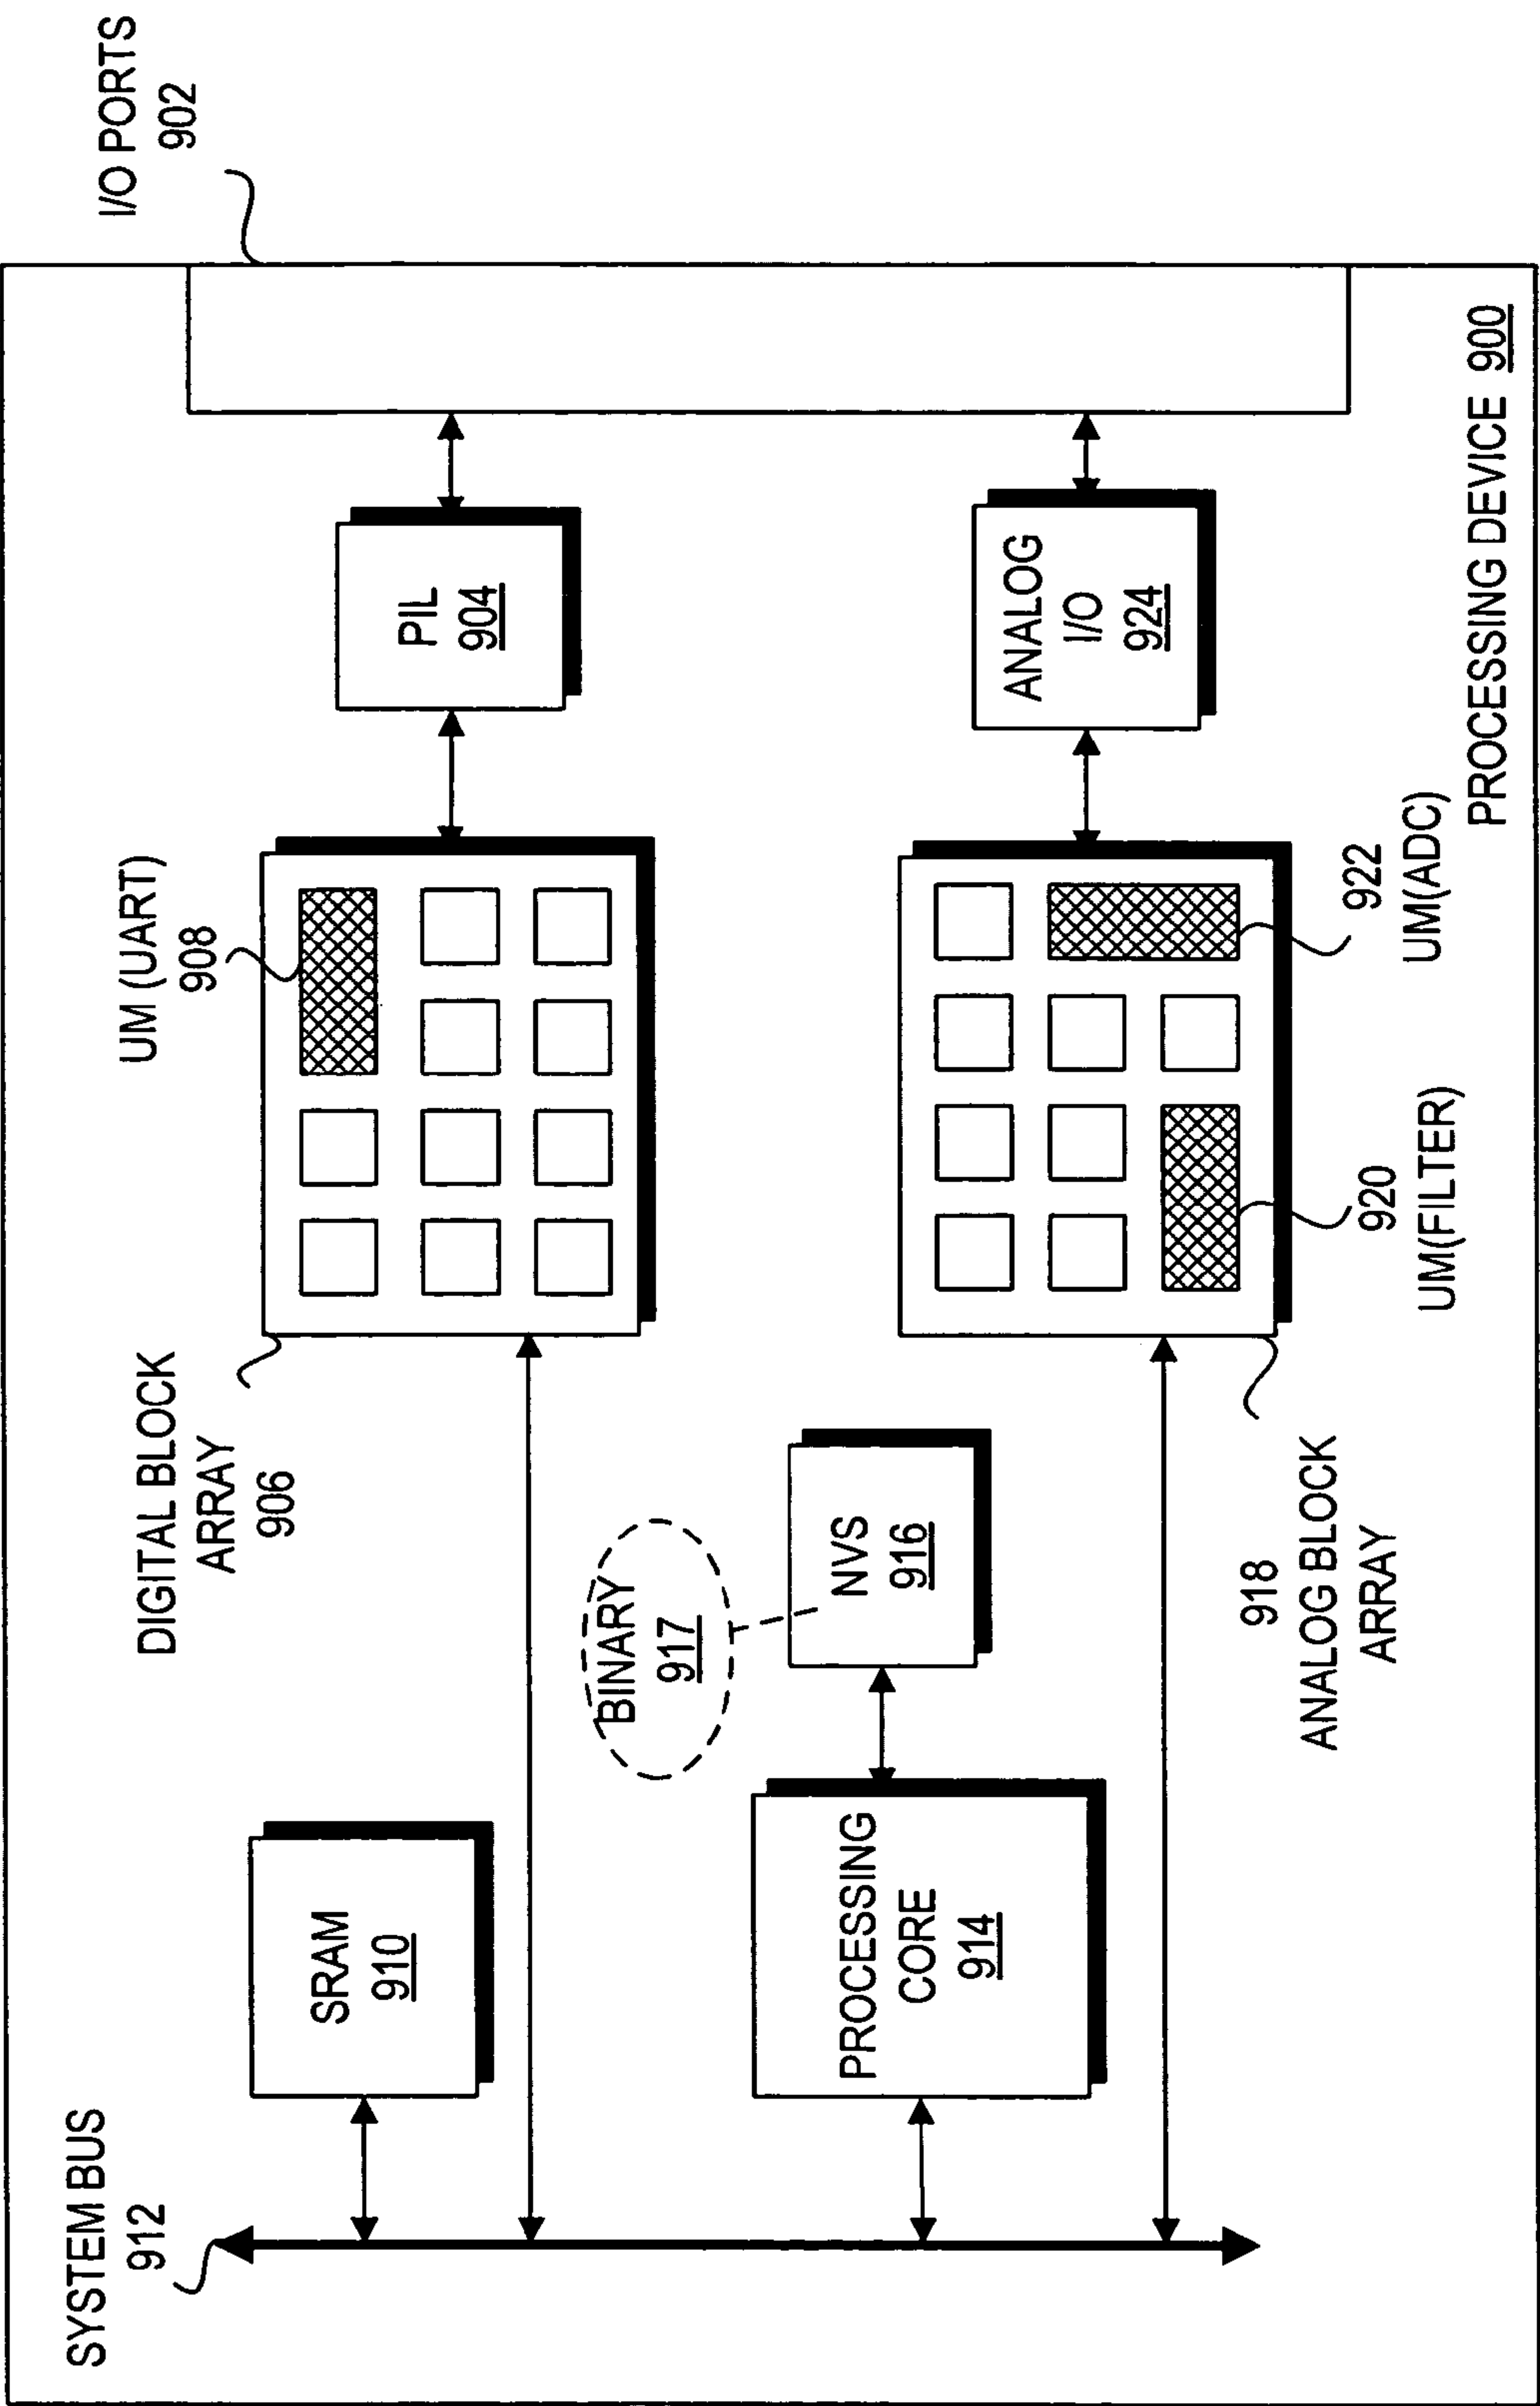 SYSTEM BUS
912
SRAM
910
DIGITAL BLOCK
ARRAY
906
UM (UART)
908
PIL
904
I/O PORTS
902
BINARY
917
PROCESSING
CORE
914
NVS
916
918
ANALOG BLOCK
ARRAY
920
UM(FILTER)
922
UM(ADC)
ANALOG
I/O
924
PROCESSING DEVICE 900